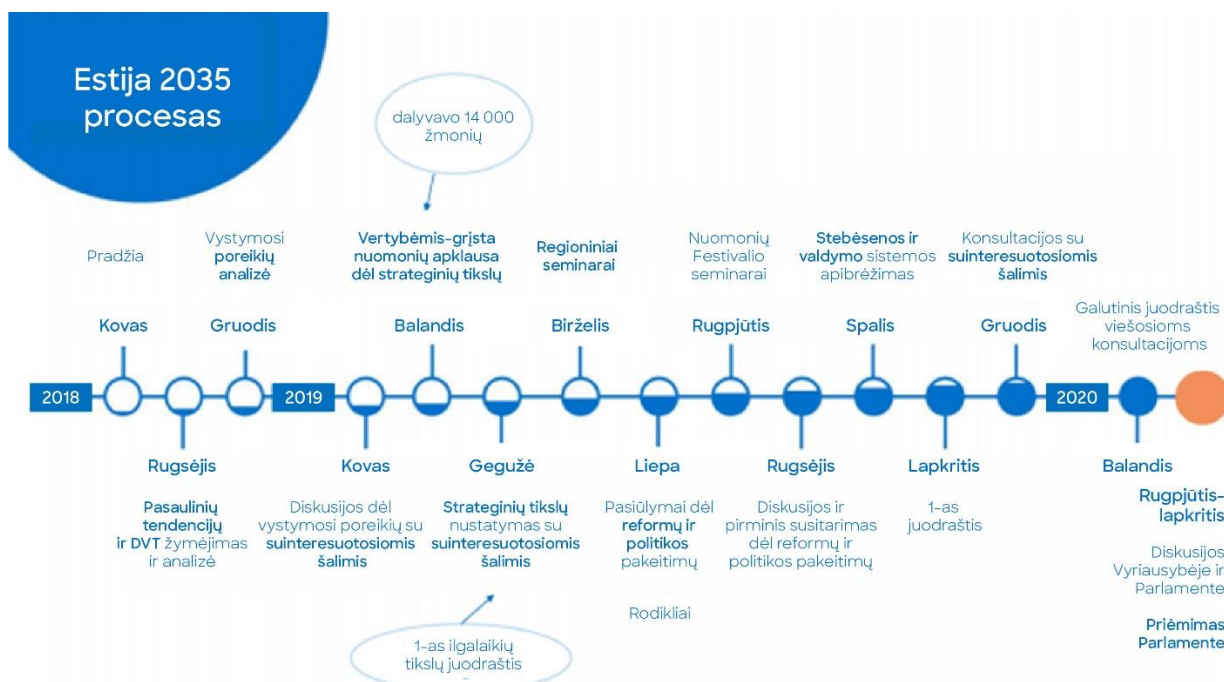 Estija 2035
procesas
dalyvavo 14 000
žmonių
Pradžia
Kovas
Vystymosi
poreikių
analizė
Gruodis
Vertybėmis-grįsta
nuomonių apklausa
dėl strateginių tikslų
Balandis
Regioniniai
seminarai
Birželis
Nuomonių
Festivalio
seminarai
Rugpjūtis
Stebėsenos ir
valdymo sistemos
apibrėžimas
Spalis
Konsultacijos su
suinteresuotosiomis
šalimis
Gruodis
Galutinis juodraštis
viešosioms
konsultacijoms
2018
2019
2020
Rugsėjis
Pasaulinių
tendencijų
ir DVT žymėjimas
ir analizė
Kovas
Diskusijos dėl
vystymosi poreikių su
suinteresuotosiomis
šalimis
Gegužė
Strateginių tikslų
nustatymas su
suinteresuotosiomis
šalimis
1-as ilgalaikių
tikslų juodraštis
Liepa
Pasiūlymai dėl
reformų ir
politikos
pakeitimų
Rodikliai
Rugsėjis
Diskusijos ir
pirminis susitarimas
dėl reformų ir
politikos pakeitimų
Lapkritis
1-as
juodraštis
Balandis
Rugpjūtis-
lapkritis
Diskusijos
Vyriausybėje ir
Parlamente
Priėmimas
Parlamente